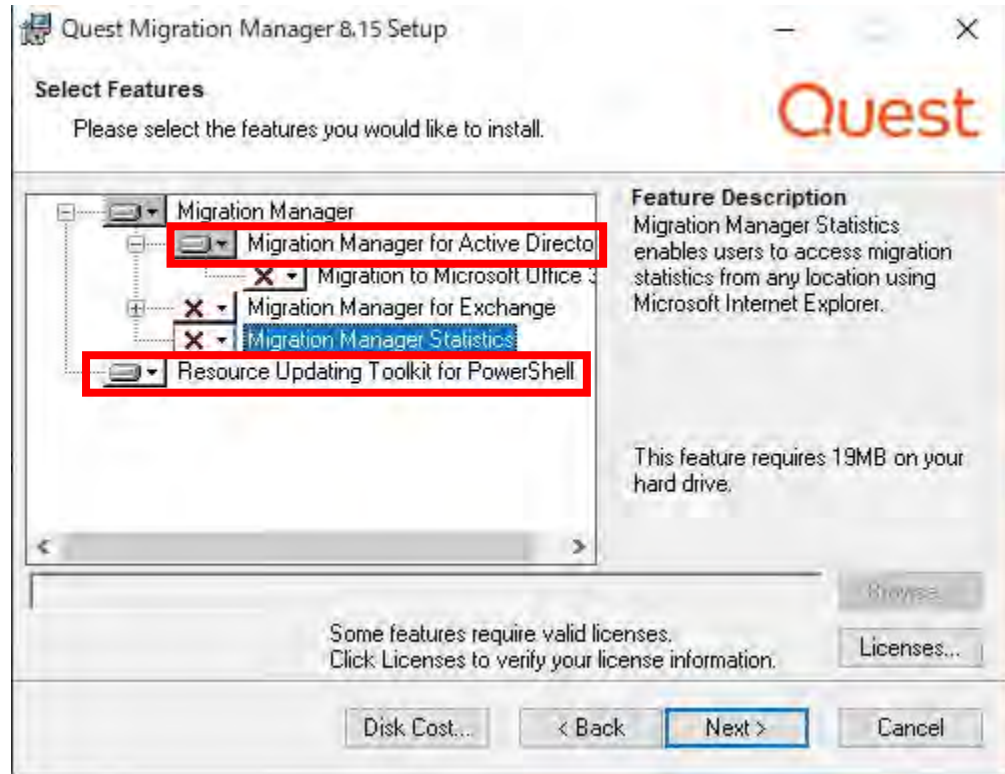 Quest Migration Manager 8.15 Setup
Select Features
Please select the features you would like to install.
Quest
Migration Manager
Migration Manager for Active Directo
Migration to Microsoft Office 3
Migration Manager for Exchange
Migration Manager Statistics
Resource Updating Toolkit for PowerShell
Feature Description
Migration Manager Statistics
enables users to access migration
statistics from any location using
Microsoft Internet Explorer.
This feature requires 19MB on your
hard drive.
Browse...
Some features require valid licenses.
Click Licenses to verify your license information.
Licenses...
Disk Cost...
< Back
Next >
Cancel